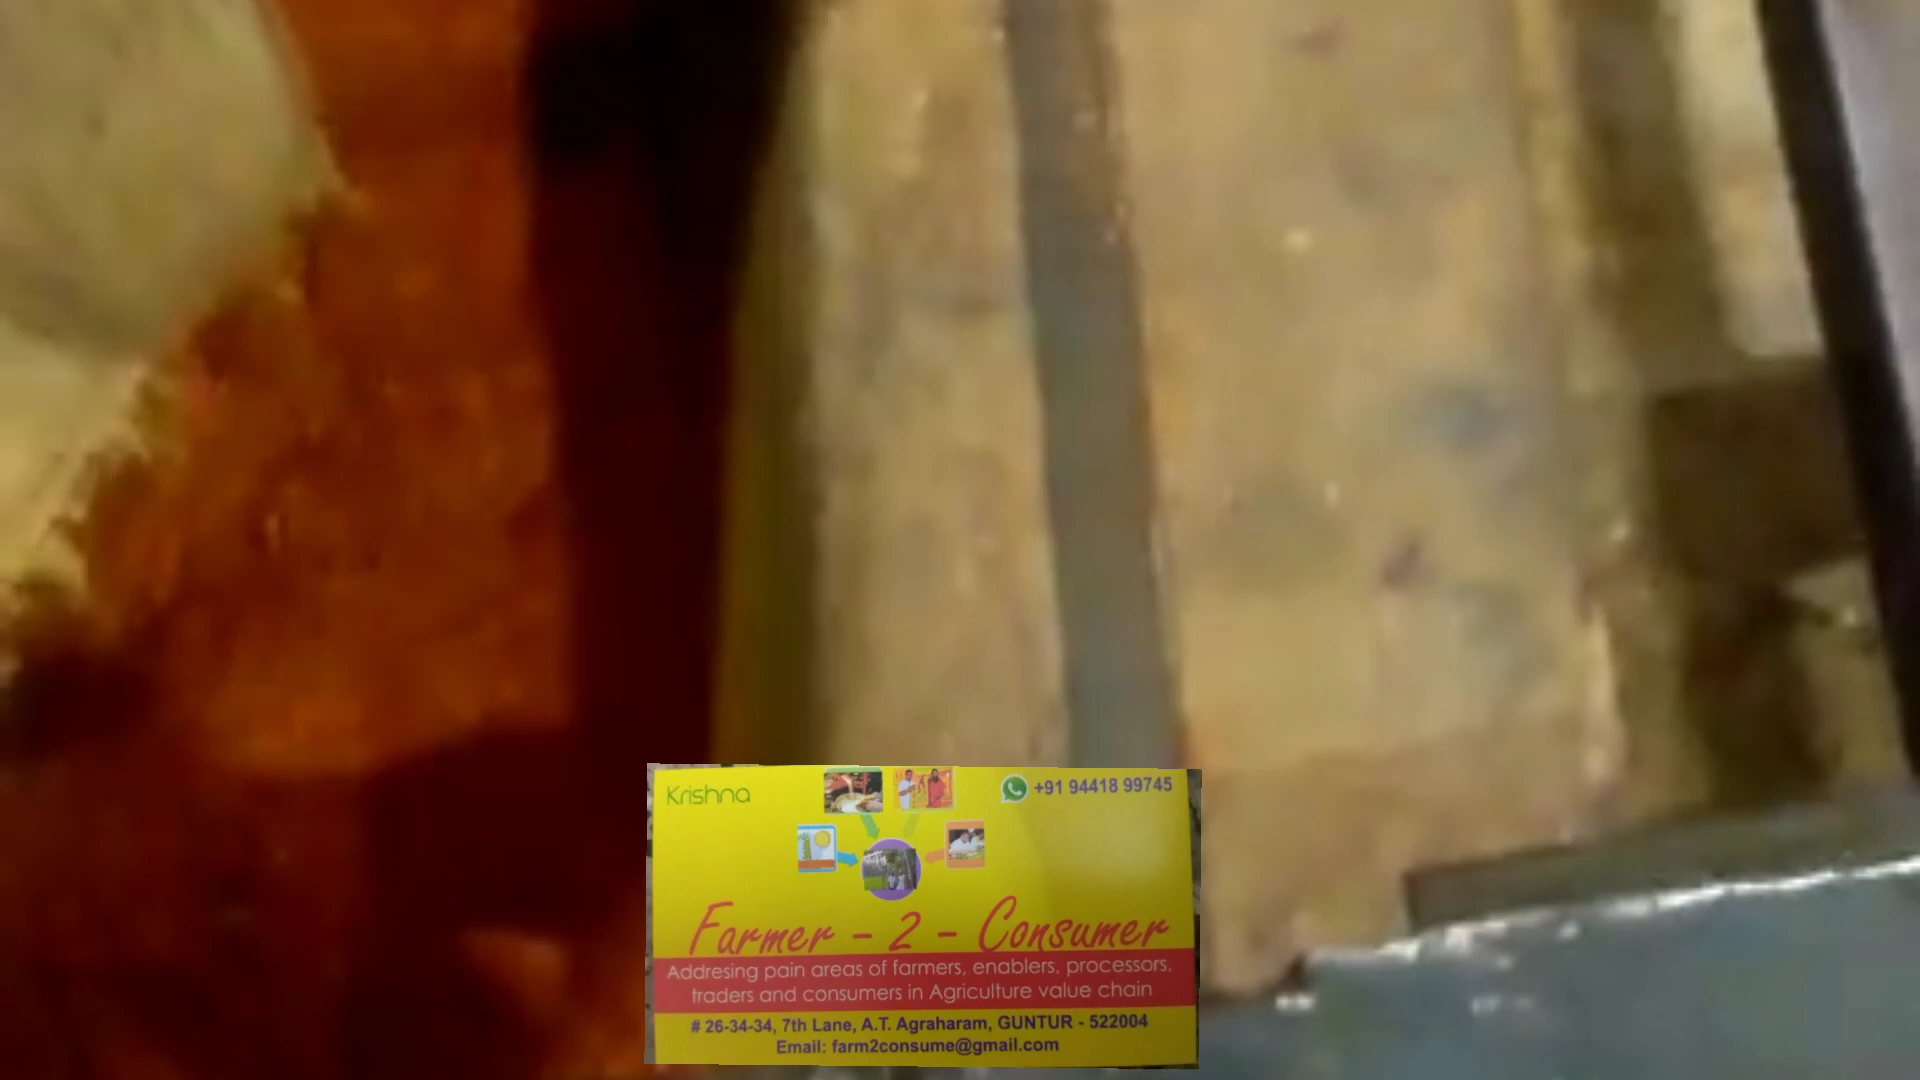 Krishna
+91 94418 99745
Farmer - 2 - Consumer
Addresing pain areas of farmers, enablers, processors,
traders and consumers in Agriculture value chain
# 26-34-34, 7th Lane, A.T. Agraharam, GUNTUR - 522004
Email: farm2consume@gmail.com